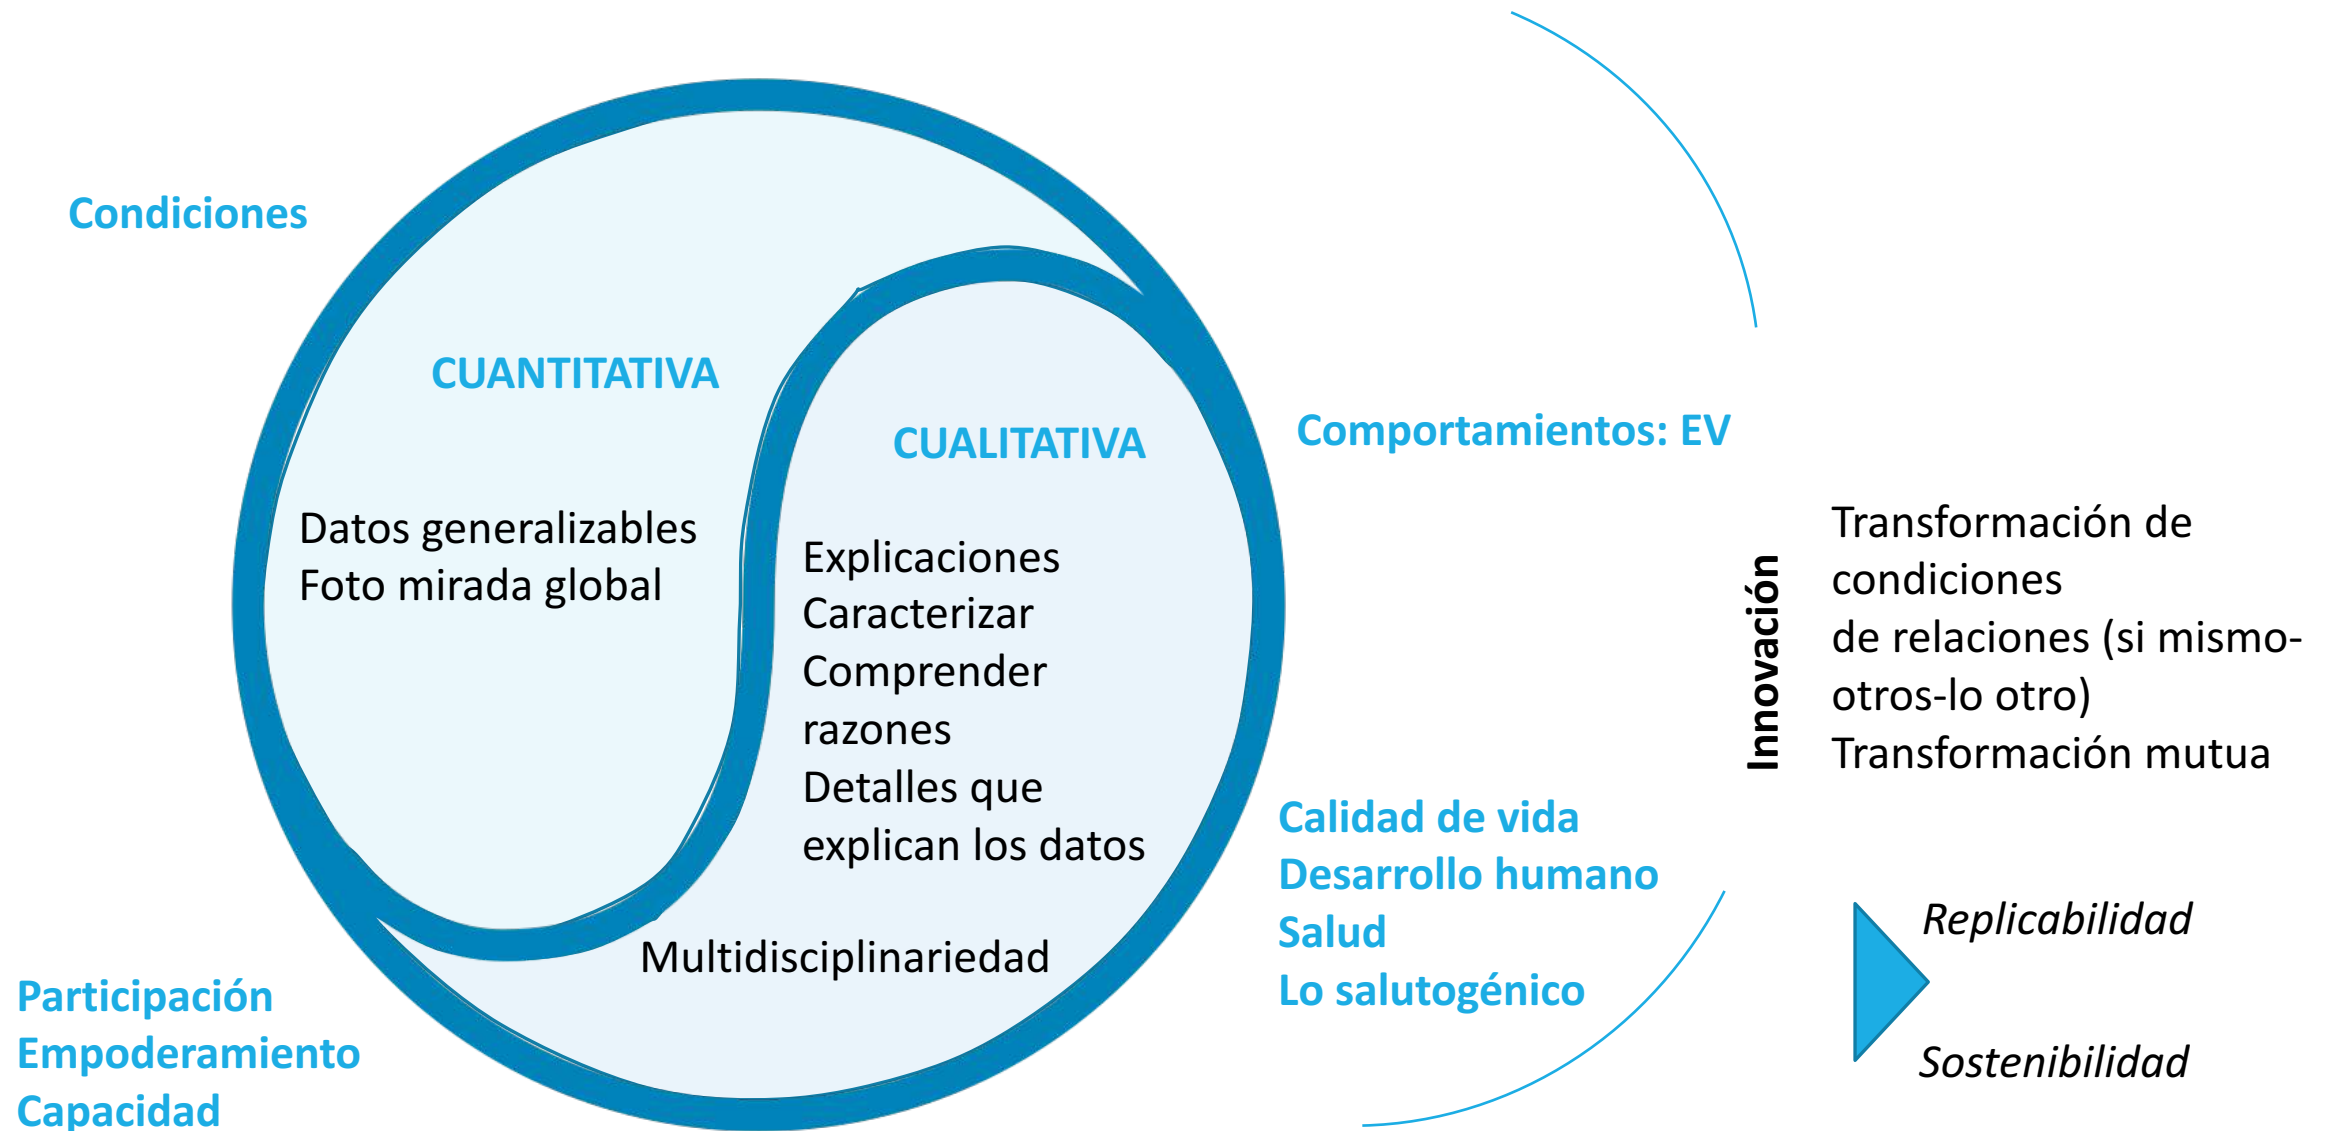 Condiciones
CUANTITATIVA
Datos generalizables
Foto mirada global
CUALITATIVA
Explicaciones
Caracterizar
Comprender
razones
Detalles que
explican los datos
Multidisciplinariedad
Participación
Empoderamiento
Capacidad
Comportamientos: EV
Calidad de vida
Desarrollo humano
Salud
Lo salutogénico
Innovación
Transformación de
condiciones
de relaciones (si mismo-
otros-lo otro)
Transformación mutua
Replicabilidad
Sostenibilidad